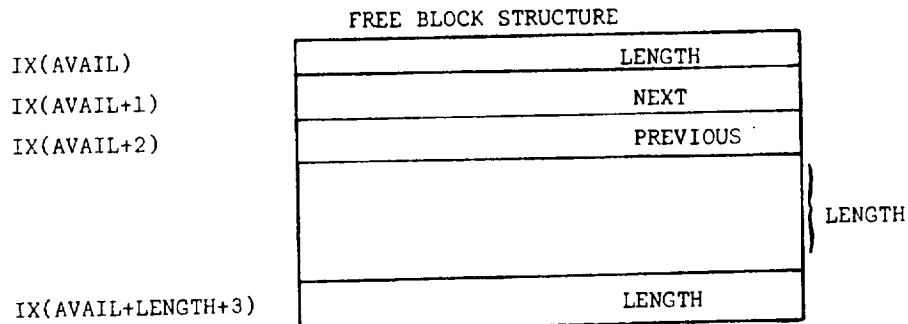 FREE BLOCK STRUCTURE
IX(AVAIL) LENGTH
IX(AVAIL+1) NEXT
IX(AVAIL+2) PREVIOUS
LENGTH
IX(AVAIL+LENGTH+3) LENGTH